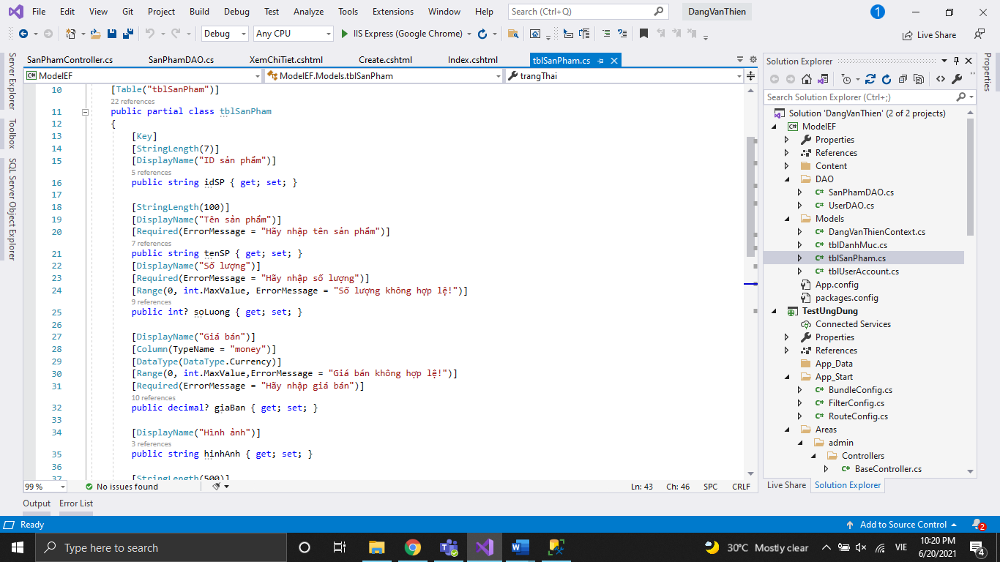 File Edit View Git Project Build Debug Test Analyze Tools Extensions Window Help Search (Ctrl+Q) DangVanThien 1
Debug Any CPU IIS Express (Google Chrome) Live Share
Server Explorer
Toolbox
SQL Server Object Explorer
SanPhamController.cs SanPhamDAO.cs XemChiTiet.cshtml Create.cshtml Index.cshtml tblSanPham.cs
C# ModelEF ModelEF.Models.tblSanPham trangThai
10 [Table("tblSanPham")]
22 references
11 public partial class tblSanPham
12 {
13 [Key]
14 [StringLength(7)]
15 [DisplayName("ID sản phẩm")]
5 references
16 public string idSP { get; set; }
17
18 [StringLength(100)]
19 [DisplayName("Tên sản phẩm")]
20 [Required(ErrorMessage = "Hãy nhập tên sản phẩm")]
7 references
21 public string tenSP { get; set; }
22 [DisplayName("Số lượng")]
23 [Required(ErrorMessage = "Hãy nhập số lượng")]
24 [Range(0, int.MaxValue, ErrorMessage = "Số lượng không hợp lệ!")]
9 references
25 public int? soLuong { get; set; }
26
27 [DisplayName("Giá bán")]
28 [Column(TypeName = "money")]
29 [DataType(DataType.Currency)]
30 [Range(0, int.MaxValue,ErrorMessage = "Giá bán không hợp lệ!")]
31 [Required(ErrorMessage = "Hãy nhập giá bán")]
10 references
32 public decimal? giaBan { get; set; }
33
34 [DisplayName("Hình ảnh")]
3 references
35 public string hinhAnh { get; set; }
36
37 [StringLength(500)]
99 % No issues found Ln: 43 Ch: 46 SPC CRLF
Output Error List
Solution Explorer
Properties
Search Solution Explorer (Ctrl+;)
Solution 'DangVanThien' (2 of 2 projects)
C# ModelEF
Properties
References
Content
DAO
C# SanPhamDAO.cs
C# UserDAO.cs
Models
C# DangVanThienContext.cs
C# tblDanhMuc.cs
C# tblSanPham.cs
C# tblUserAccount.cs
App.config
packages.config
TestUngDung
Connected Services
Properties
References
App_Data
App_Start
C# BundleConfig.cs
C# FilterConfig.cs
C# RouteConfig.cs
Areas
admin
Controllers
C# BaseController.cs
Live Share Solution Explorer
Ready Add to Source Control 2
Type here to search 30°C Mostly clear VIE 10:20 PM
6/20/2021 4